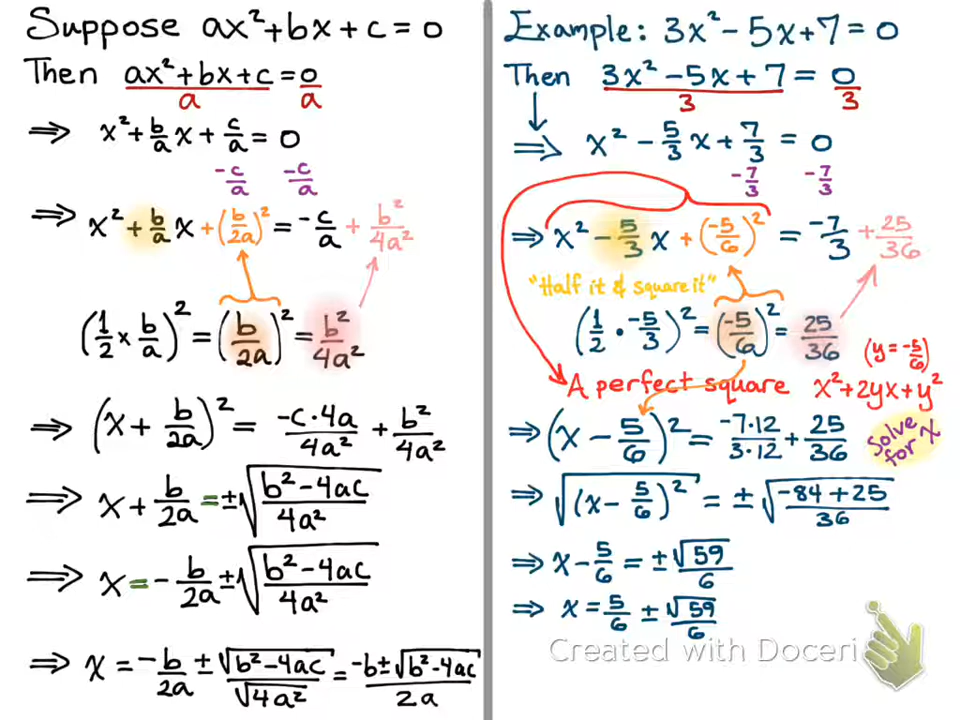 Suppose ax²+bx+c=0
Then ax²+bx+c/a = 0/a
⇒ x²+b/a x+c/a=0
-c/a -c/a
⇒ x²+b/a x+(b/2a)²=-c/a+b²/4a²
(1/2 × b/a)²=(b/2a)²=b²/4a²
⇒ (x+b/2a)²=-c·4a/4a²+b²/4a²
⇒ x+b/2a=±√(b²-4ac/4a²)
⇒ x=-b/2a±√(b²-4ac/4a²)
⇒ x=-b/2a±√(b²-4ac)/√4a²=-b±√(b²-4ac)/2a
Example: 3x²-5x+7=0
Then 3x²-5x+7/3=0/3
⇒ x²-5/3 x+7/3=0
-7/3 -7/3
⇒ x²-5/3 x+(-5/6)²=-7/3+25/36
"Half it & square it"
(1/2 · -5/3)²=(-5/6)²=25/36
(y=-5/6)
A perfect square x²+2yx+y²
⇒ (x-5/6)²=-7·12/3·12+25/36
Solve for x
⇒ √(x-5/6)²=±√(-84+25/36)
⇒ x-5/6=±√59/6
⇒ x=5/6±√59/6
Created with Doceri